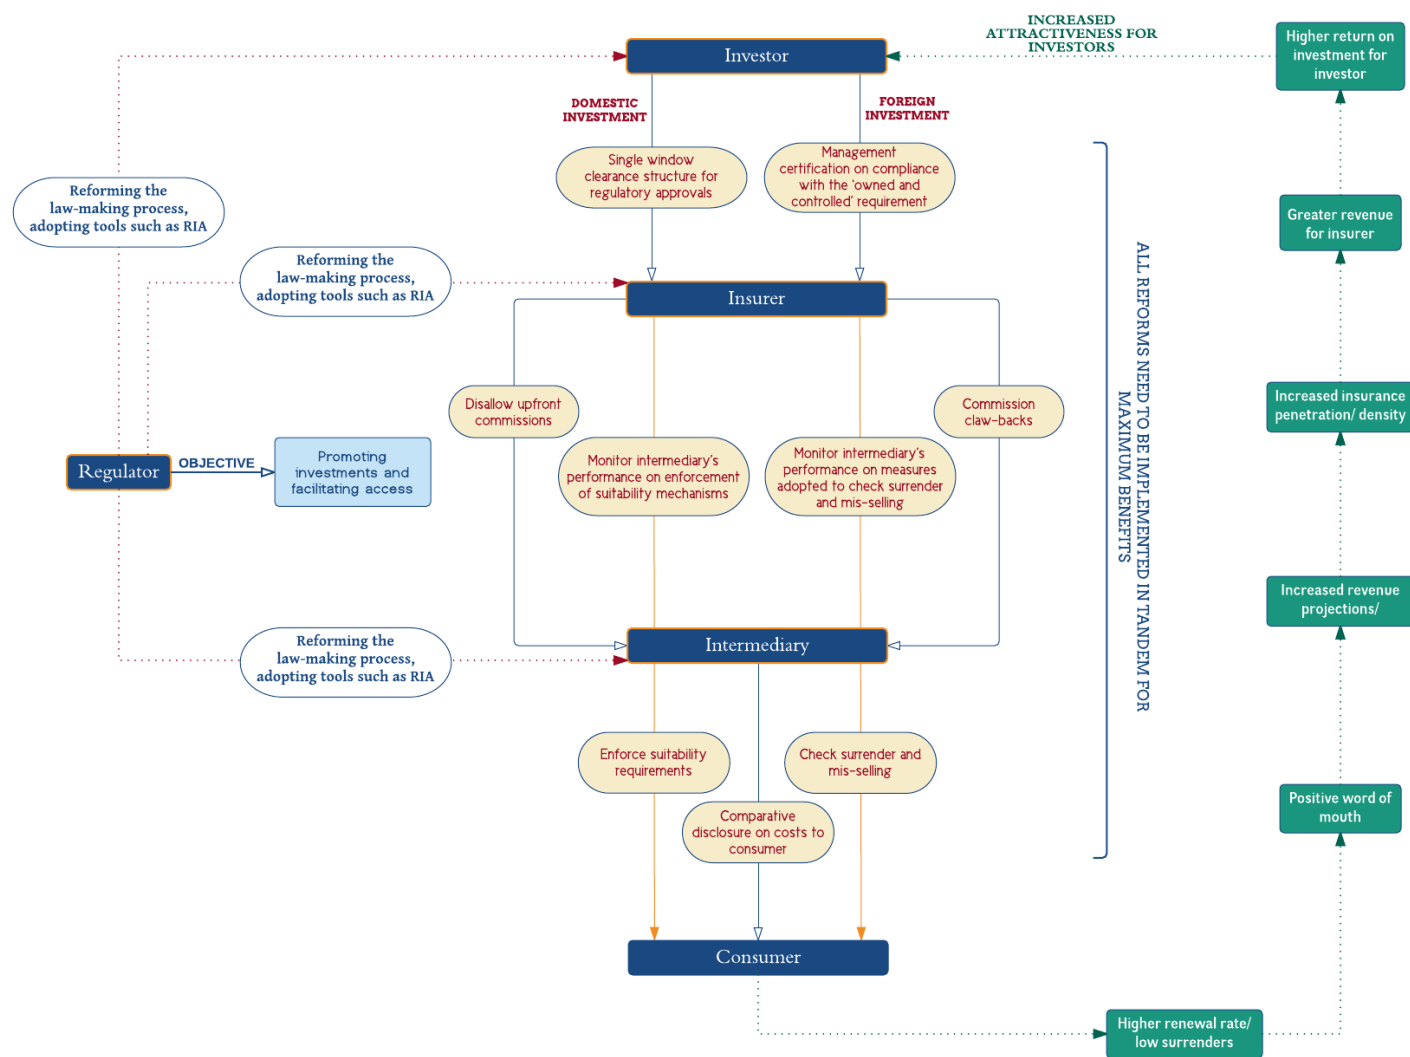 INCREASED
ATTRACTIVENESS FOR
INVESTORS
Higher return on
investment for
investor
Investor
DOMESTIC
INVESTMENT
FOREIGN
INVESTMENT
Single window
clearance structure for
regulatory approvals
Management
certification on compliance
with the 'owned and
controlled' requirement
Reforming the
law-making process,
adopting tools such as RIA
Greater revenue
for insurer
Reforming the
law-making process,
adopting tools such as RIA
Insurer
ALL REFORMS NEED TO BE IMPLEMENTED IN TANDEM FOR
MAXIMUM BENEFITS
Disallow upfront
commissions
Commission
claw-backs
Increased insurance
penetration/ density
Regulator
OBJECTIVE
Promoting
investments and
facilitating access
Monitor intermediary's
performance on enforcement
of suitability mechanisms
Monitor intermediary's
performance on measures
adopted to check surrender
and mis-selling
Increased revenue
projections/
Reforming the
law-making process,
adopting tools such as RIA
Intermediary
Enforce suitability
requirements
Check surrender and
mis-selling
Comparative
disclosure on costs to
consumer
Positive word of
mouth
Consumer
Higher renewal rate/
low surrenders